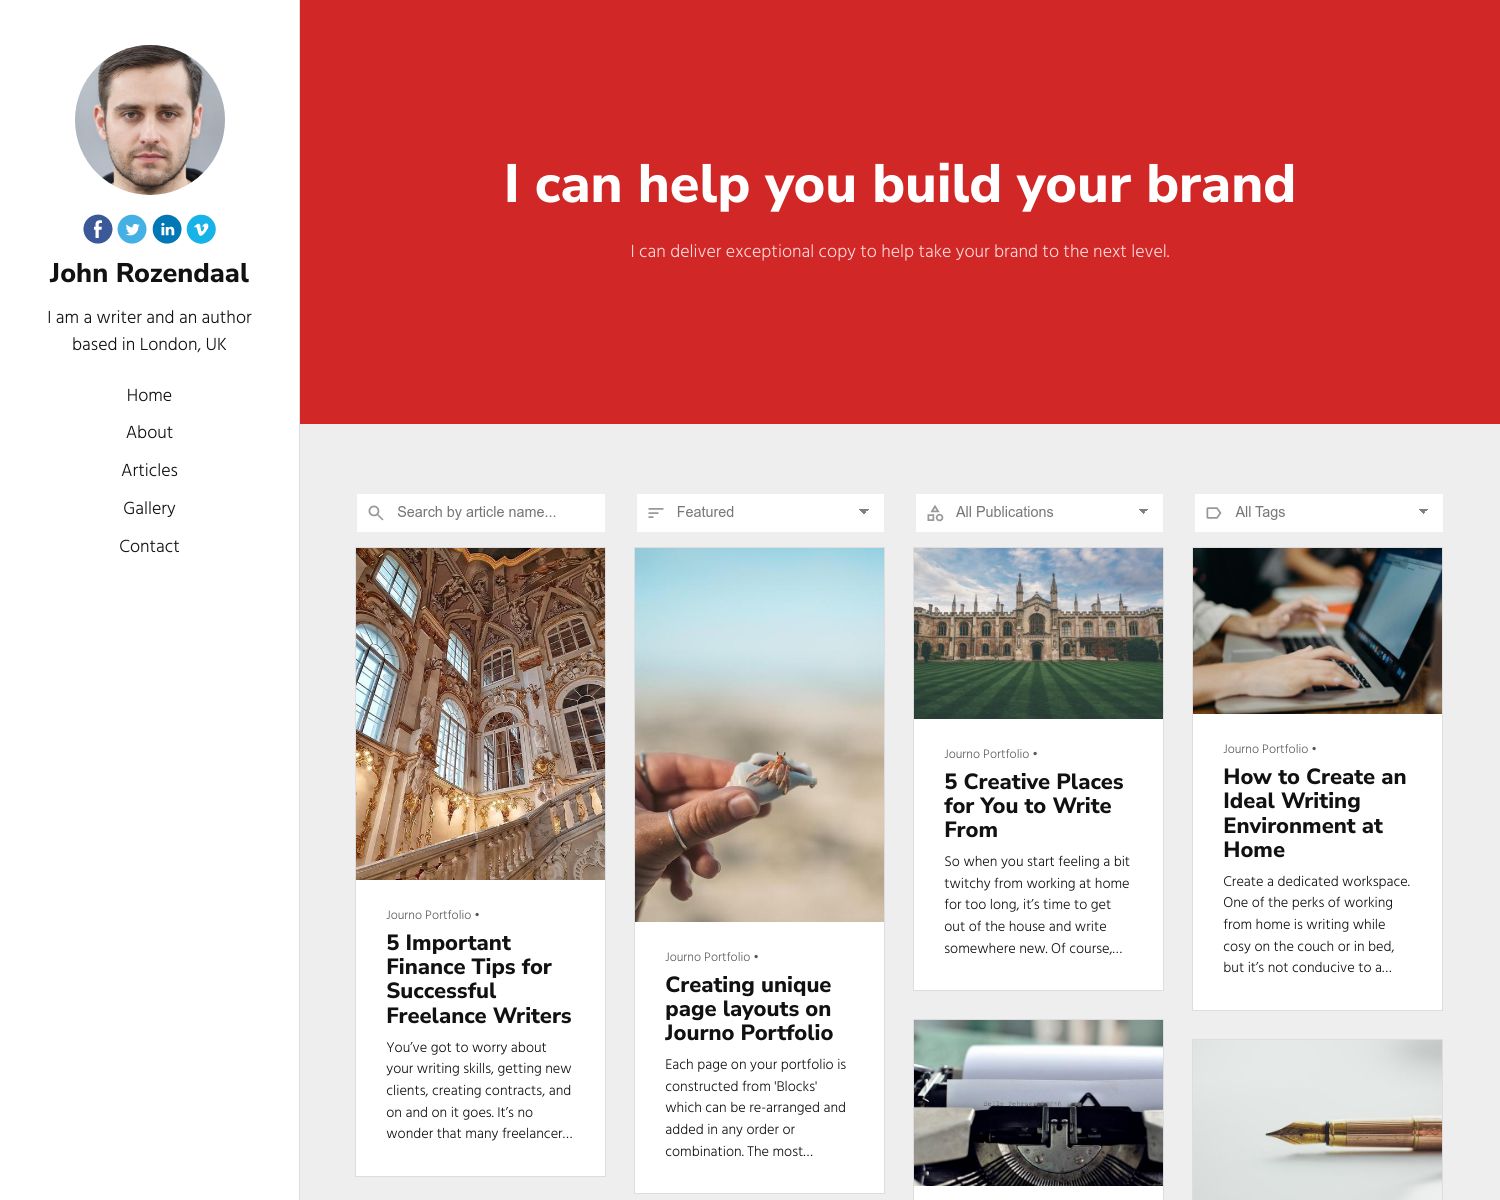 John Rozendaal
I am a writer and an author
based in London, UK
Home
About
Articles
Gallery
Contact
I can help you build your brand
I can deliver exceptional copy to help take your brand to the next level.
Search by article name...
Featured
All Publications
All Tags
Journo Portfolio •
5 Important
Finance Tips for
Successful
Freelance Writers
You've got to worry about
your writing skills, getting new
clients, creating contracts, and
on and on it goes. It's no
wonder that many freelancer...
Journo Portfolio •
Creating unique
page layouts on
Journo Portfolio
Each page on your portfolio is
constructed from 'Blocks'
which can be re-arranged and
added in any order or
combination. The most...
Journo Portfolio •
5 Creative Places
for You to Write
From
So when you start feeling a bit
twitchy from working at home
for too long, it's time to get
out of the house and write
somewhere new. Of course,...
Journo Portfolio •
How to Create an
Ideal Writing
Environment at
Home
Create a dedicated workspace.
One of the perks of working
from home is writing while
cosy on the couch or in bed,
but it's not conducive to a...